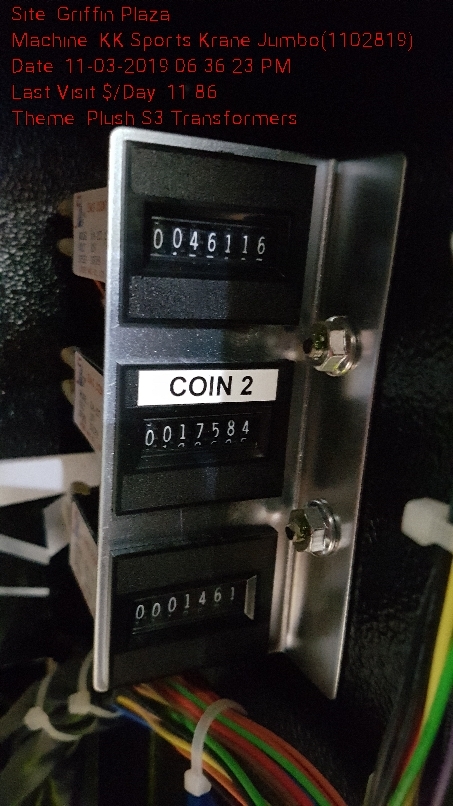 Site Griffin Plaza
Machine KK Sports Krane Jumbo(1102819)
Date 11-03-2019 06 36 23 PM
Last Visit $/Day 11 86
Theme Plush S3 Transformers
0046116
COIN 2
0017584
0001461